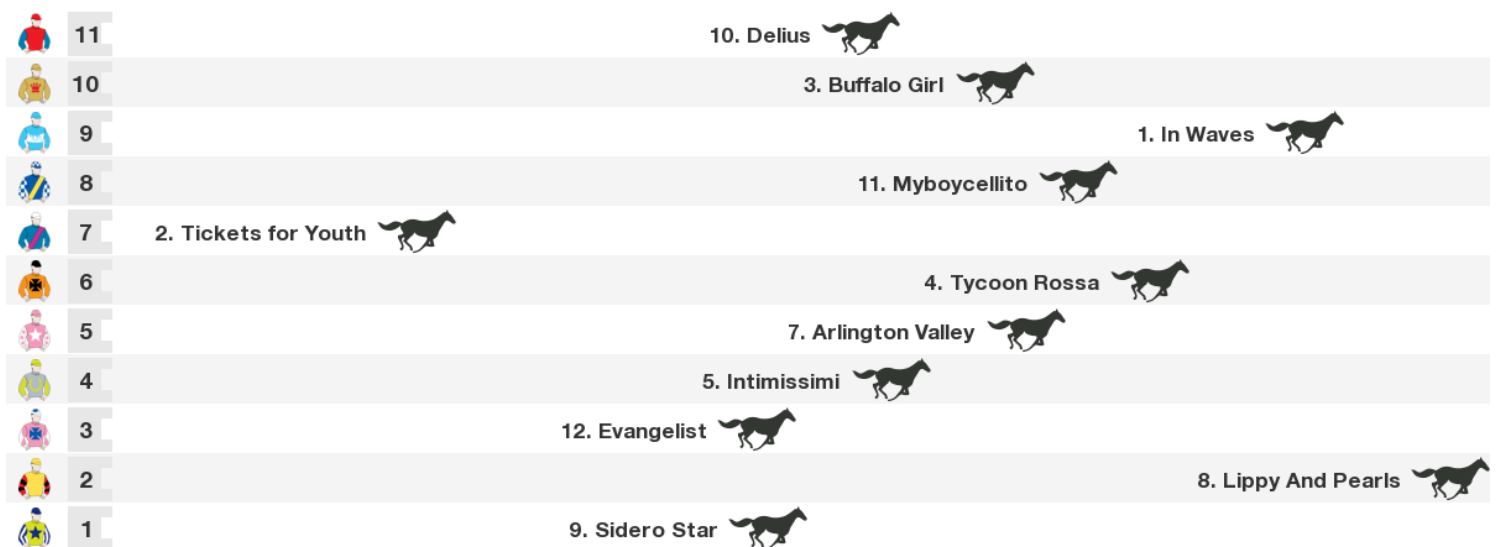 11 10. Delius
10 3. Buffalo Girl
9 1. In Waves
8 11. Myboycellito
7 2. Tickets for Youth
6 4. Tycoon Rossa
5 7. Arlington Valley
4 5. Intimissimi
3 12. Evangelist
2 8. Lippy And Pearls
1 9. Sidero Star